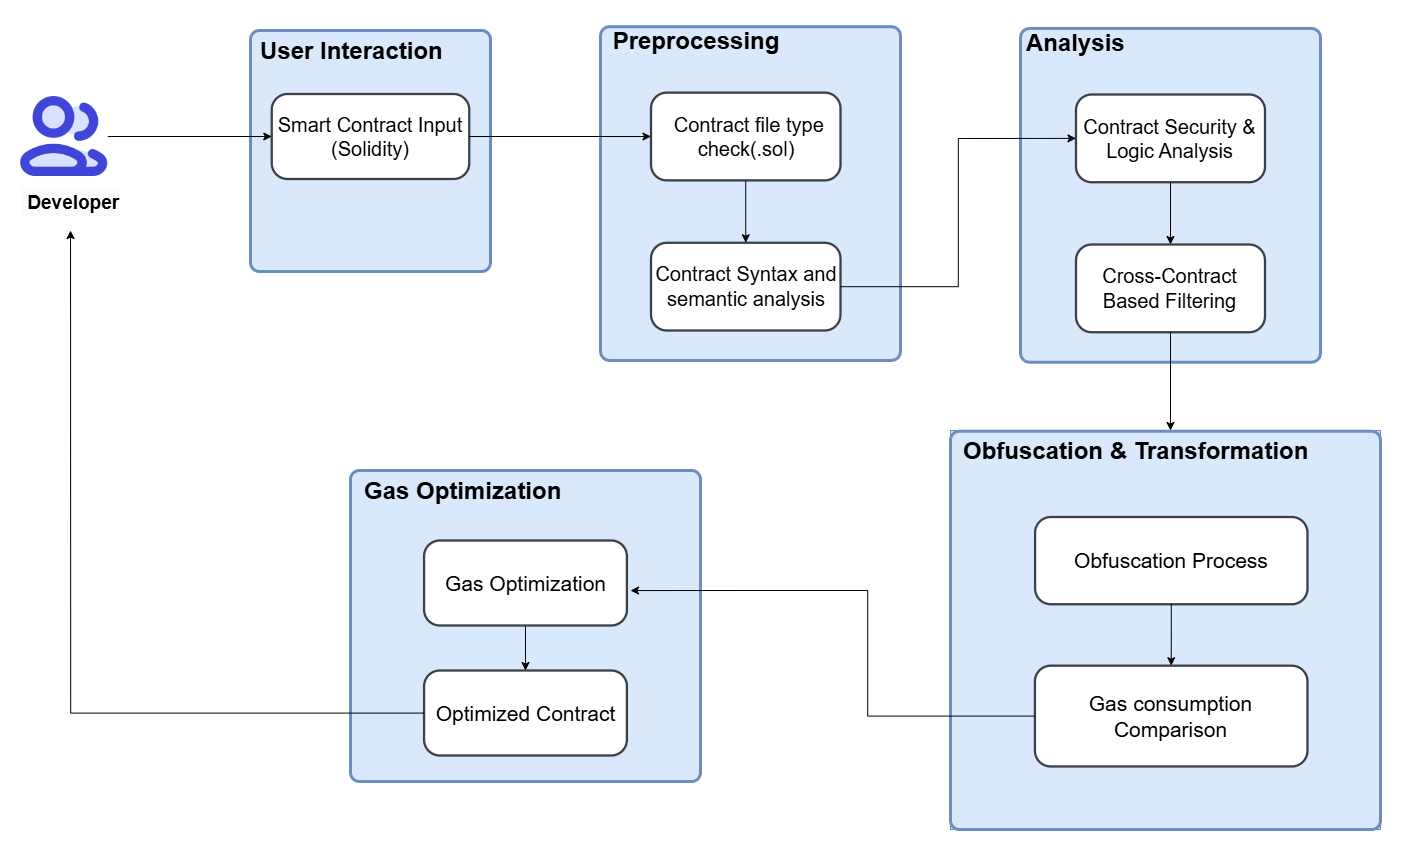 User Interaction
Smart Contract Input
(Solidity)
Developer
Preprocessing
Contract file type
check(.sol)
Contract Syntax and
semantic analysis
Analysis
Contract Security &
Logic Analysis
Cross-Contract
Based Filtering
Obfuscation & Transformation
Obfuscation Process
Gas consumption
Comparison
Gas Optimization
Gas Optimization
Optimized Contract